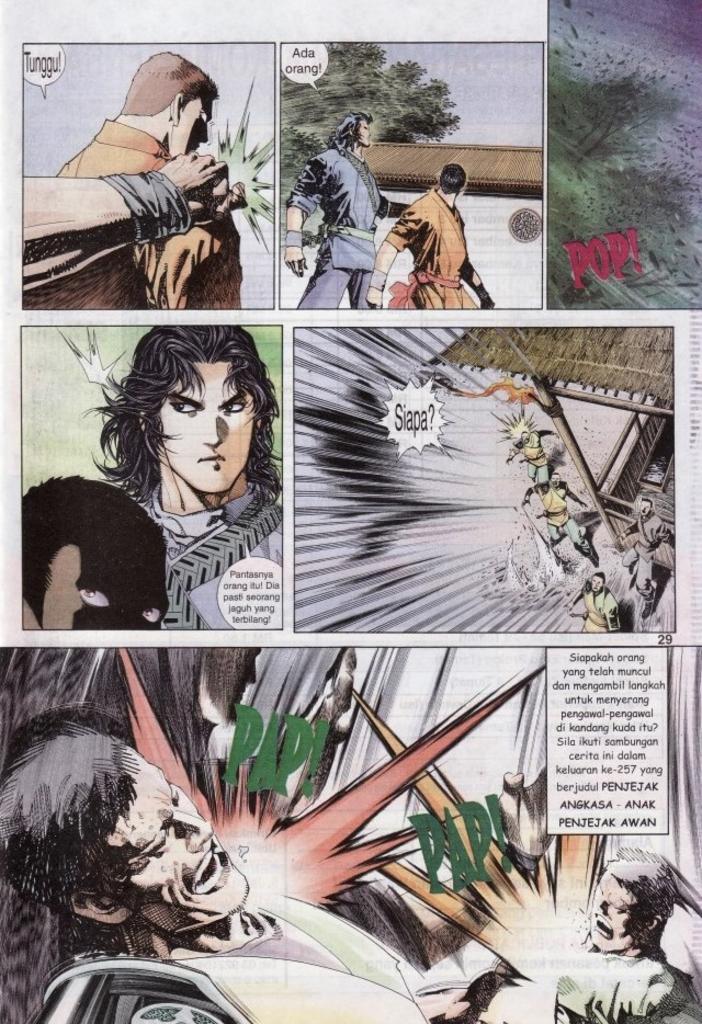 Tunggu!
Ada
orang!
POP!
Pantasnya
orang itu! Dia
pasti seorang
jaguh yang
terbilang!
Siapa?
29
PAP!
PAP!
Siapakah orang
yang telah muncul
dan mengambil langkah
untuk menyerang
pengawal-pengawal
di kandang kuda itu?
Sila ikuti sambungan
cerita ini dalam
keluaran ke-257 yang
berjudul PENJEJAK
ANGKASA - ANAK
PENJEJAK AWAN